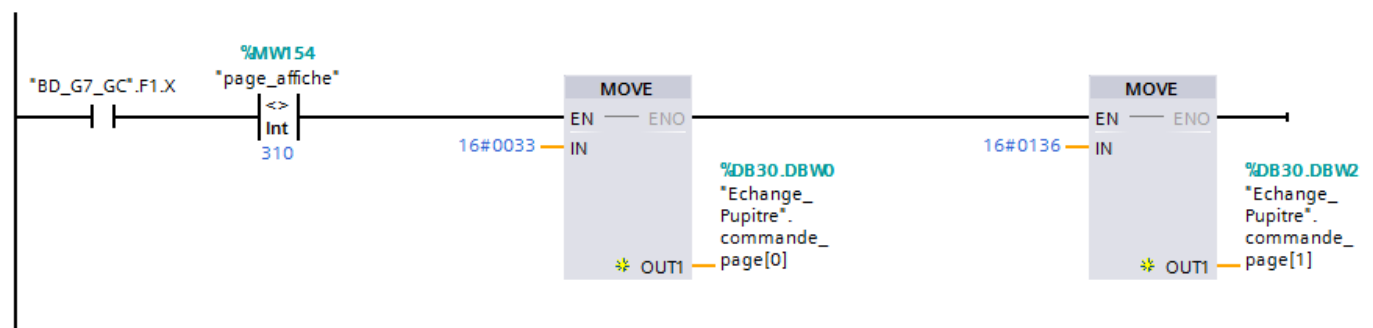 %MW154
"page_affiche"
"BD_G7_GC".F1.X
<>
Int
310
MOVE
EN
ENO
16#0033
IN
%DB30.DBW0
"Echange_
Pupitre".
commande_
page[0]
OUT1
MOVE
EN
ENO
16#0136
IN
%DB30.DBW2
"Echange_
Pupitre".
commande_
page[1]
OUT1